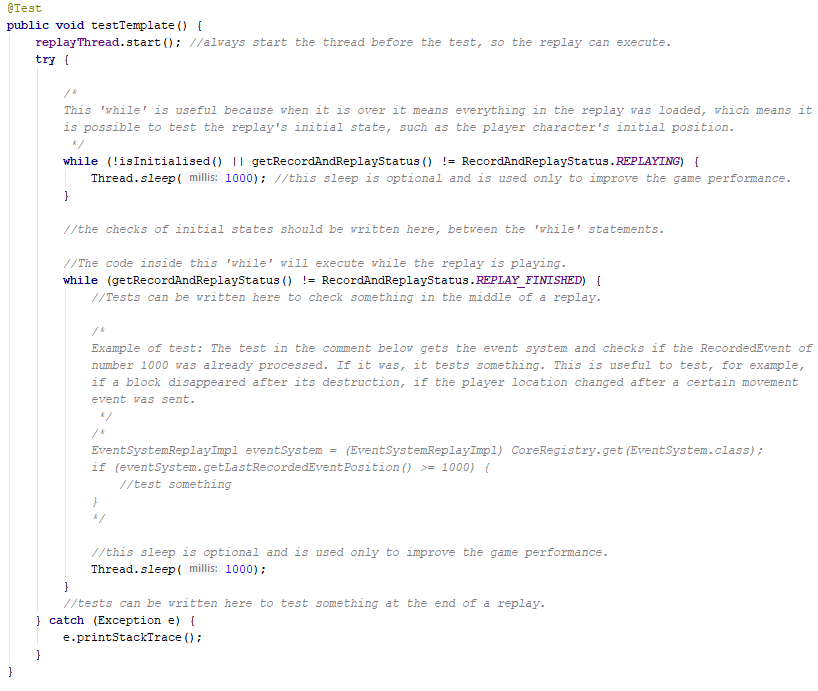 @Test
public void testTemplate() {
replayThread.start(); //always start the thread before the test, so the replay can execute.
try {
/*
This 'while' is useful because when it is over it means everything in the replay was loaded, which means it
is possible to test the replay's initial state, such as the player character's initial position.
*/
while (!isInitialised() || getRecordAndReplayStatus() != RecordAndReplayStatus.REPLAYING) {
Thread.sleep( millis: 1000); //this sleep is optional and is used only to improve the game performance.
}
//the checks of initial states should be written here, between the 'while' statements.
//The code inside this 'while' will execute while the replay is playing.
while (getRecordAndReplayStatus() != RecordAndReplayStatus.REPLAY_FINISHED) {
//Tests can be written here to check something in the middle of a replay.
/*
Example of test: The test in the comment below gets the event system and checks if the RecordedEvent of
number 1000 was already processed. If it was, it tests something. This is useful to test, for example,
if a block disappeared after its destruction, if the player location changed after a certain movement
event was sent.
*/
/*
EventSystemReplayImpl eventSystem = (EventSystemReplayImpl) CoreRegistry.get(EventSystem.class);
if (eventSystem.getLastRecordedEventPosition() >= 1000) {
//test something
}
*/
//this sleep is optional and is used only to improve the game performance.
Thread.sleep( millis: 1000);
}
//tests can be written here to test something at the end of a replay.
} catch (Exception e) {
e.printStackTrace();
}
}